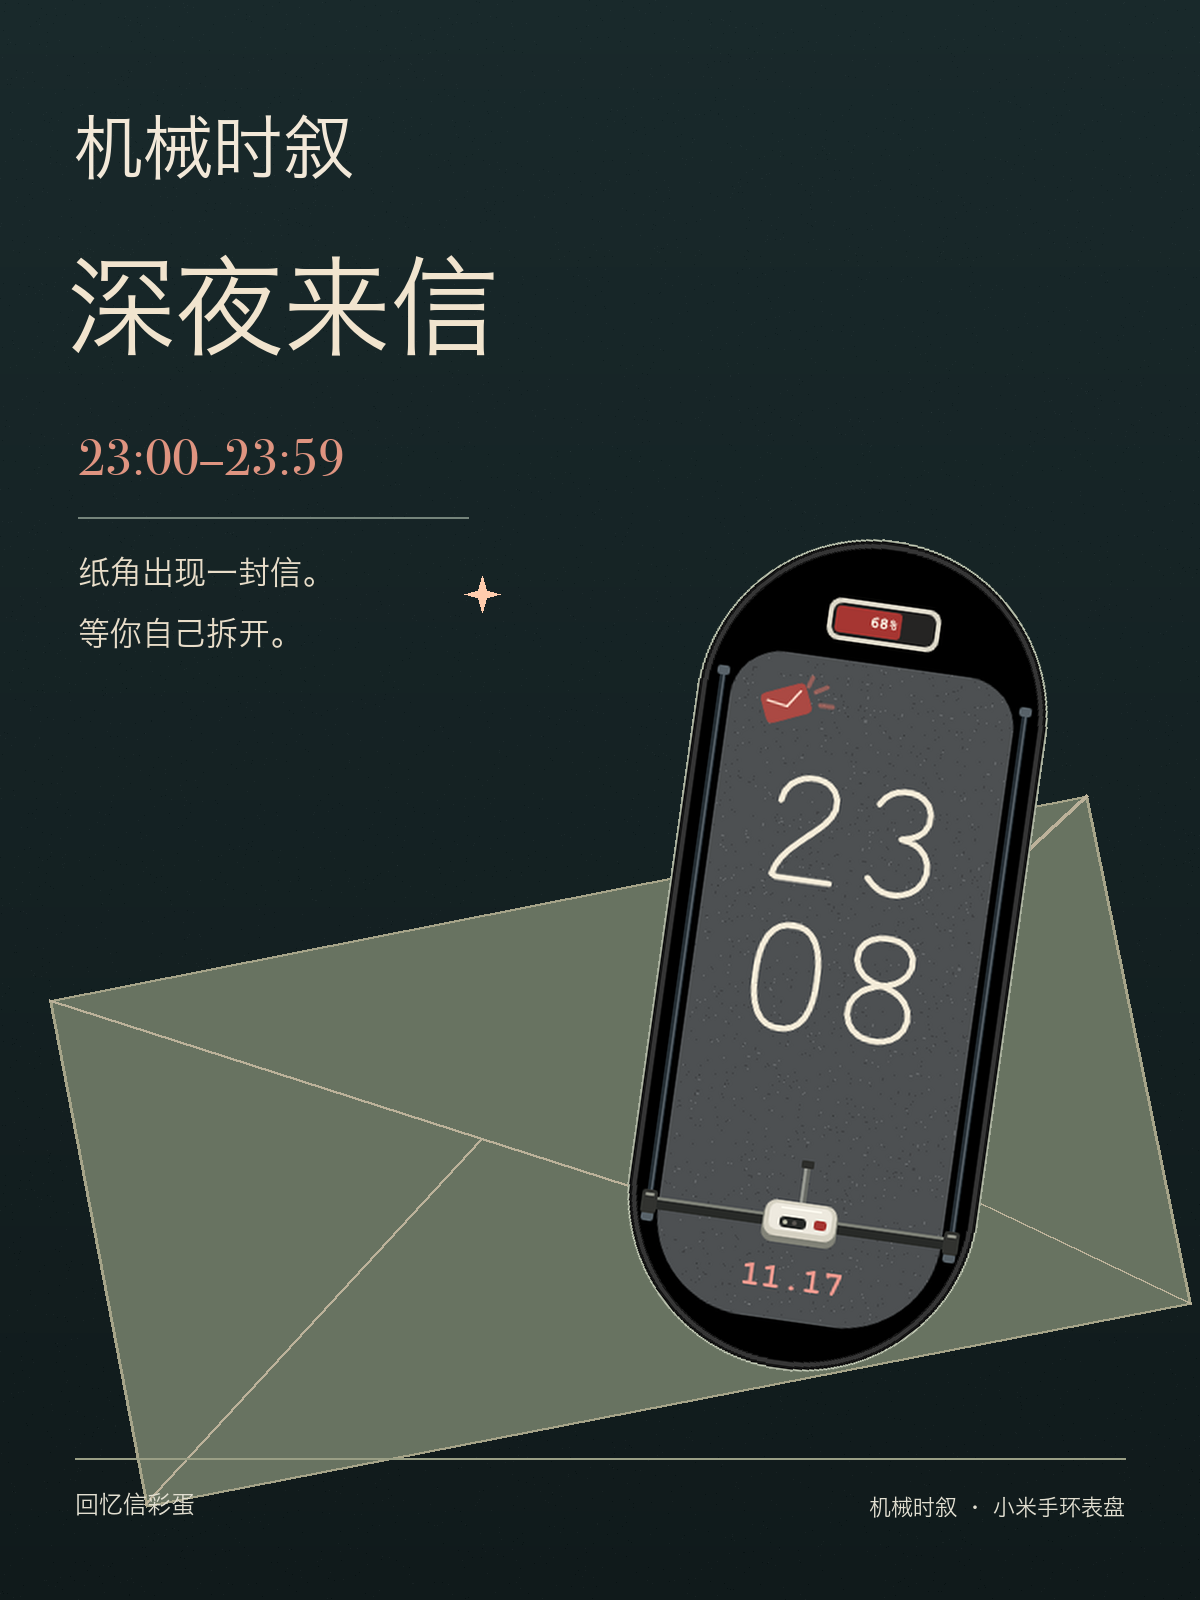 机械时叙
深夜来信
23:00–23:59
纸角出现一封信。
等你自己拆开。
68%
23
08
11.17
回忆信彩蛋
机械时叙 · 小米手环表盘